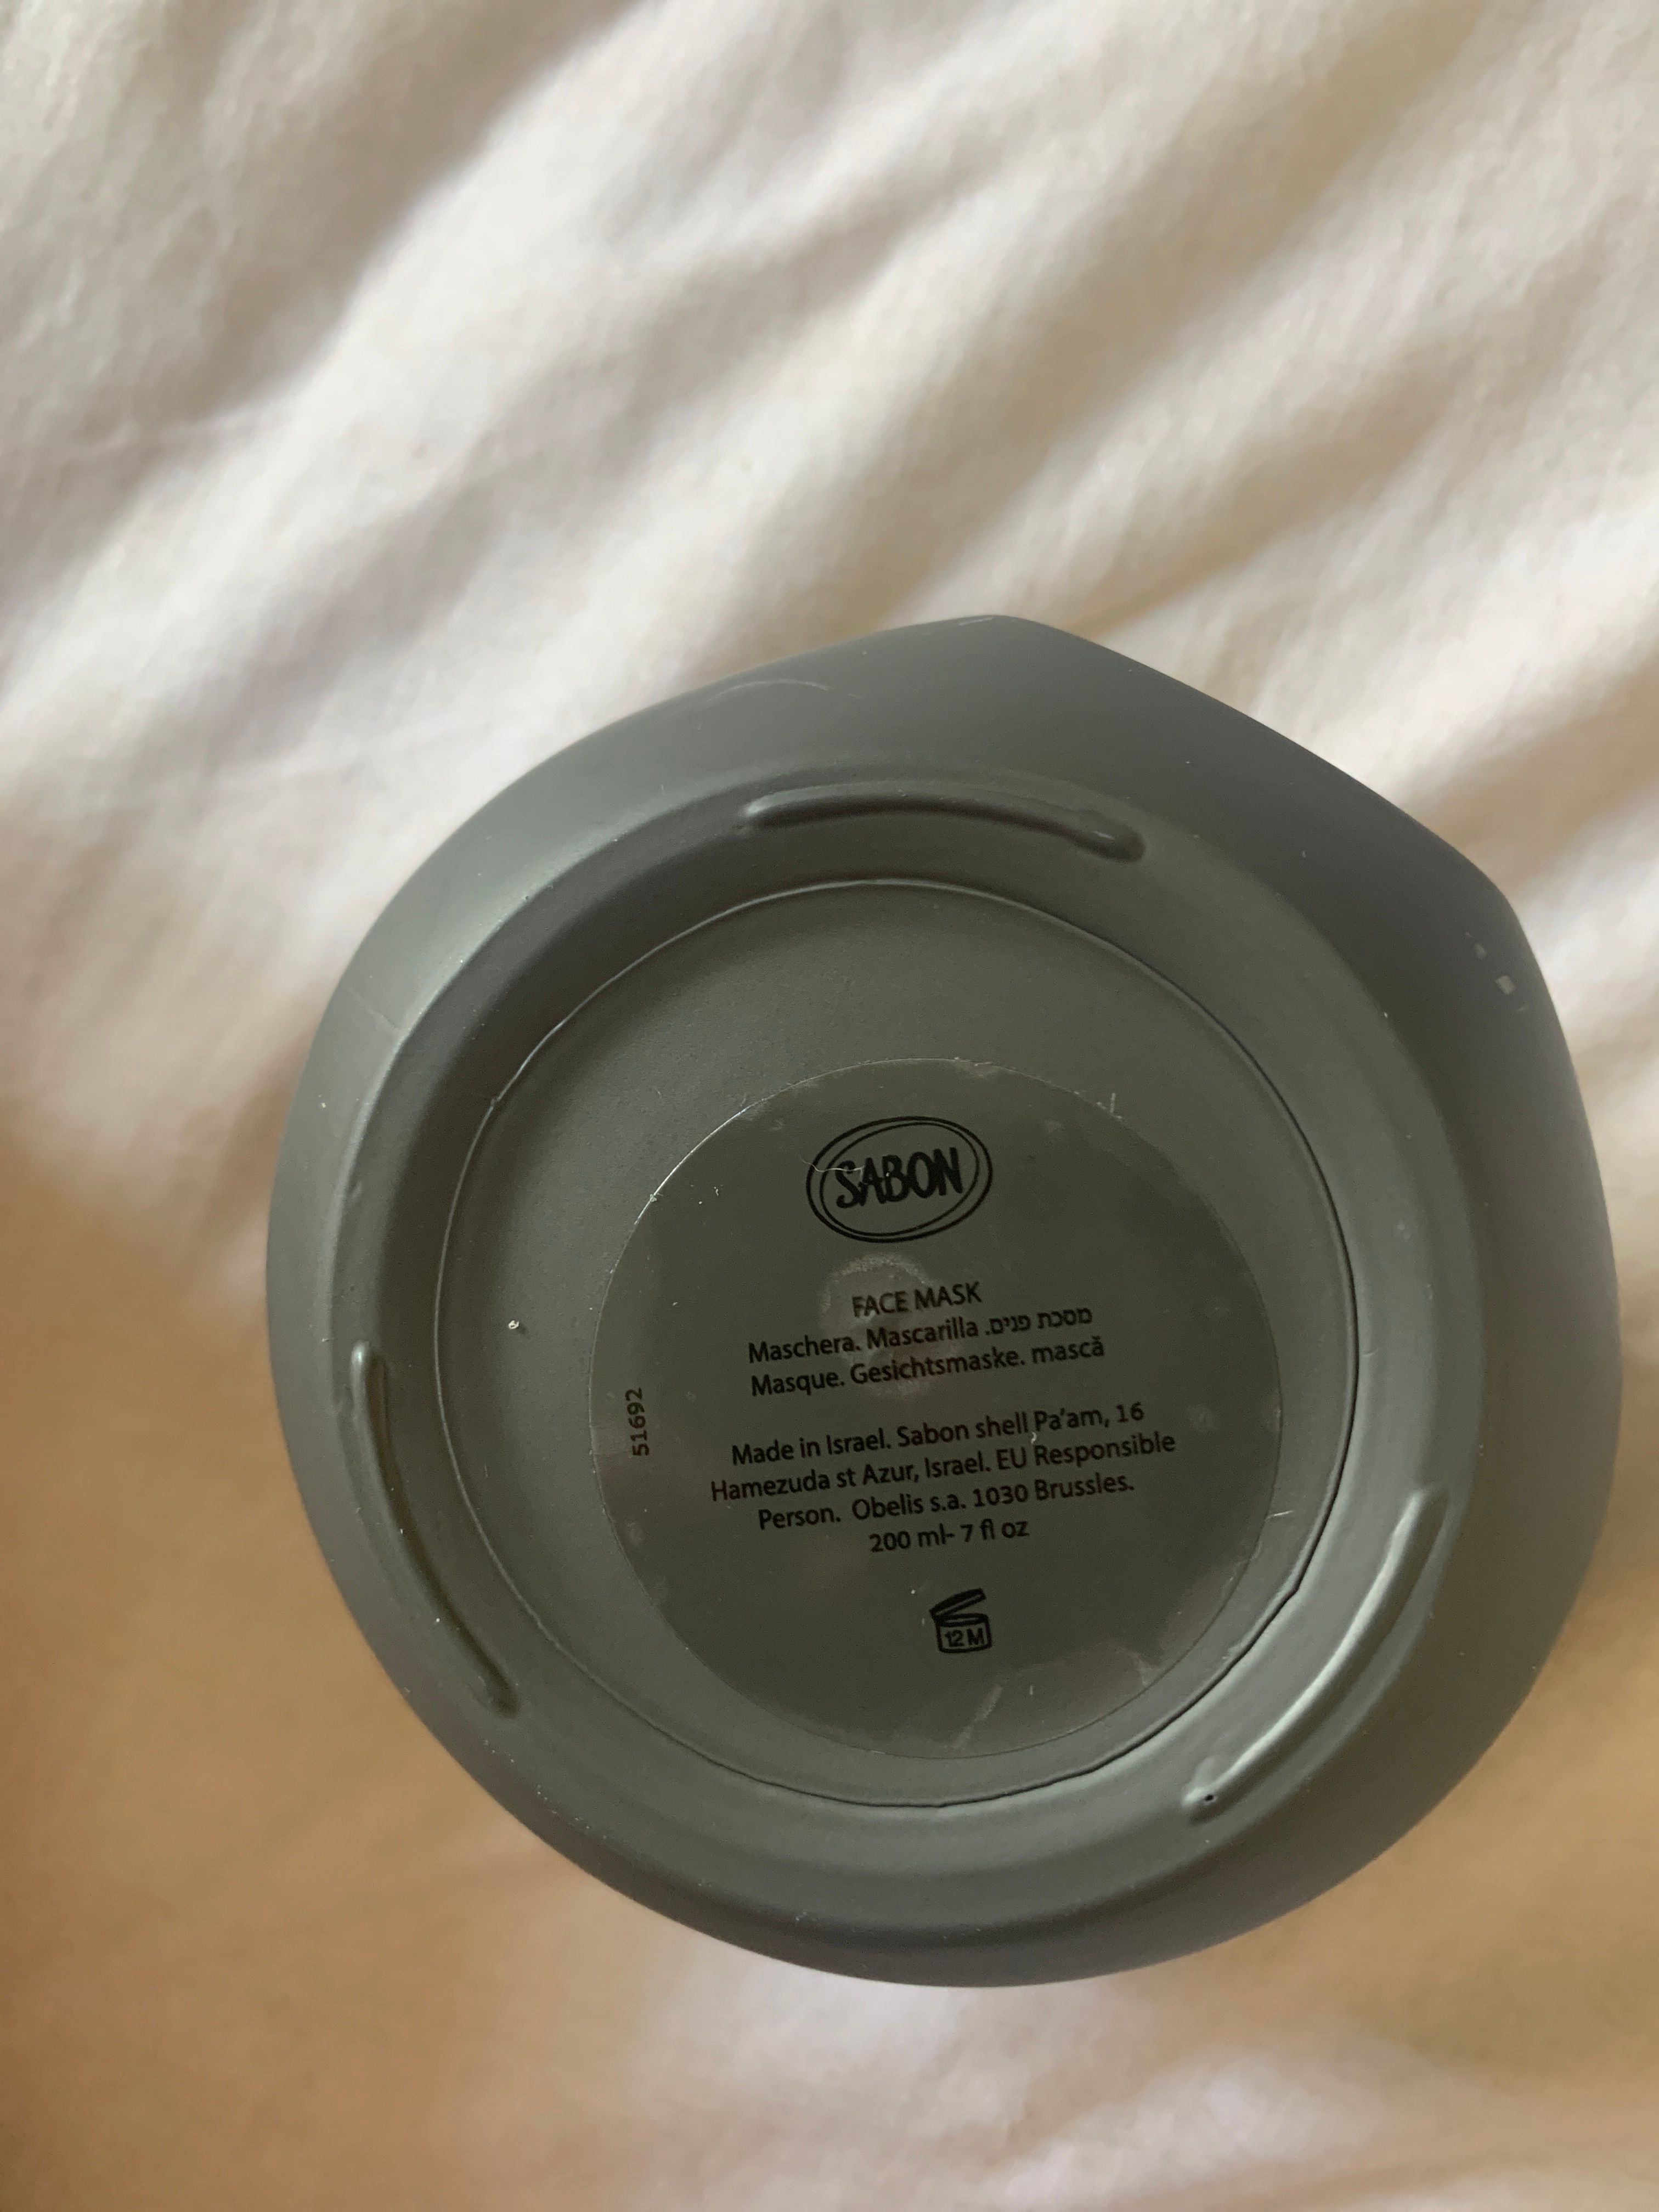 SABON
FACE MASK
Maschera. Mascarilla .מסכת פנים
Masque. Gesichtsmaske. mască
51692
Made in Israel. Sabon shell Pa'am, 16
Hamezuda st Azur, Israel. EU Responsible
Person. Obelis s.a. 1030 Brussles.
200 ml- 7 fl oz
12 M